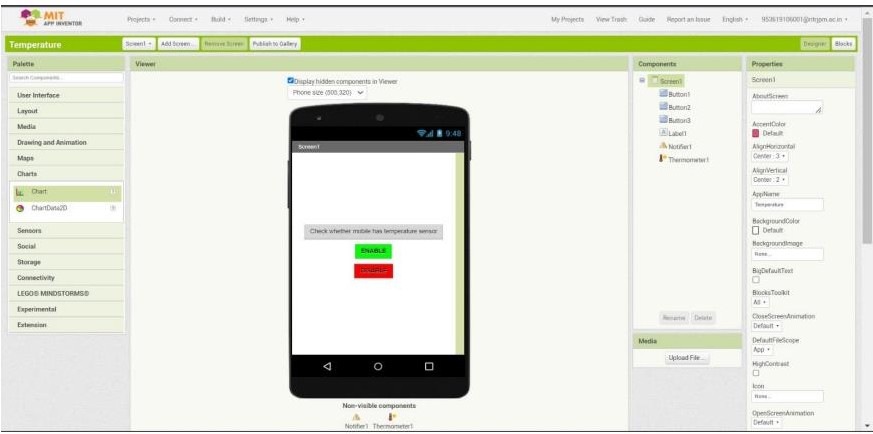 MIT
APP INVENTOR
Projects Connect Build Settings Help My Projects View Trash Guide Report an Issue English 953619106001@ritrjpm.ac.in
Temperature Screen1 Add Screen... Remove Screen Publish to Gallery Designer Blocks
Palette
Search Components...
User Interface
Layout
Media
Drawing and Animation
Maps
Charts
Chart
ChartData2D
Sensors
Social
Storage
Connectivity
LEGO® MINDSTORMS®
Experimental
Extension
Viewer
Display hidden components in Viewer
Phone size (505,320)
9:48
Screen1
Check whether mobile has temperature sensor
ENABLE
Non-visible components
Notifier1 Thermometer1
Components
Screen1
Button1
Button2
Button3
Label1
Notifier1
Thermometer1
Rename Delete
Media
Upload File ...
Properties
Screen1
AboutScreen
AccentColor
Default
AlignHorizontal
Center : 3
AlignVertical
Center : 2
AppName
Temperature
BackgroundColor
Default
BackgroundImage
None...
BigDefaultText
BlocksToolkit
All
CloseScreenAnimation
Default
DefaultFileScope
App
HighContrast
Icon
None...
OpenScreenAnimation
Default